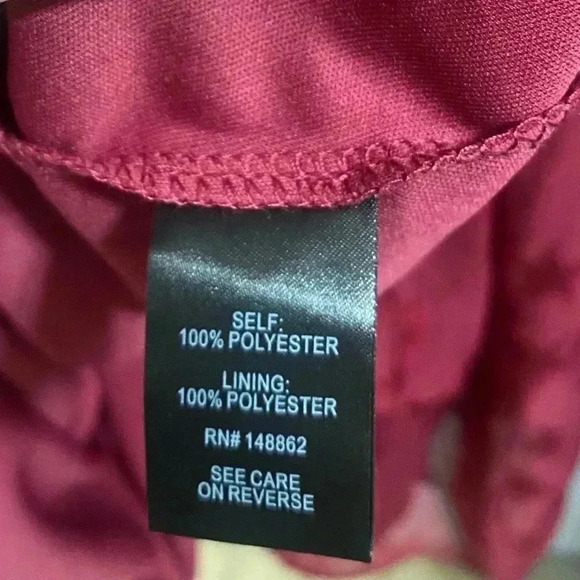 SELF:
100% POLYESTER
LINING:
100% POLYESTER
RN# 148862
SEE CARE
ON REVERSE